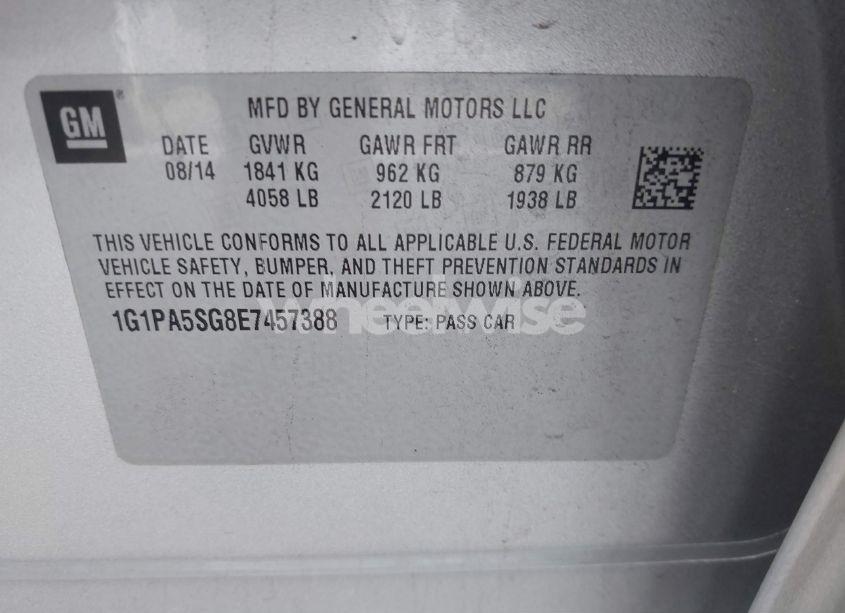 GM ®
MFD BY GENERAL MOTORS LLC
DATE GVWR GAWR FRT GAWR RR
08/14 1841 KG 962 KG 879 KG
4058 LB 2120 LB 1938 LB
THIS VEHICLE CONFORMS TO ALL APPLICABLE U.S. FEDERAL MOTOR
VEHICLE SAFETY, BUMPER, AND THEFT PREVENTION STANDARDS IN
EFFECT ON THE DATE OF MANUFACTURE SHOWN ABOVE.
wheelwise
1G1PA5SG8E7457388 TYPE: PASS CAR